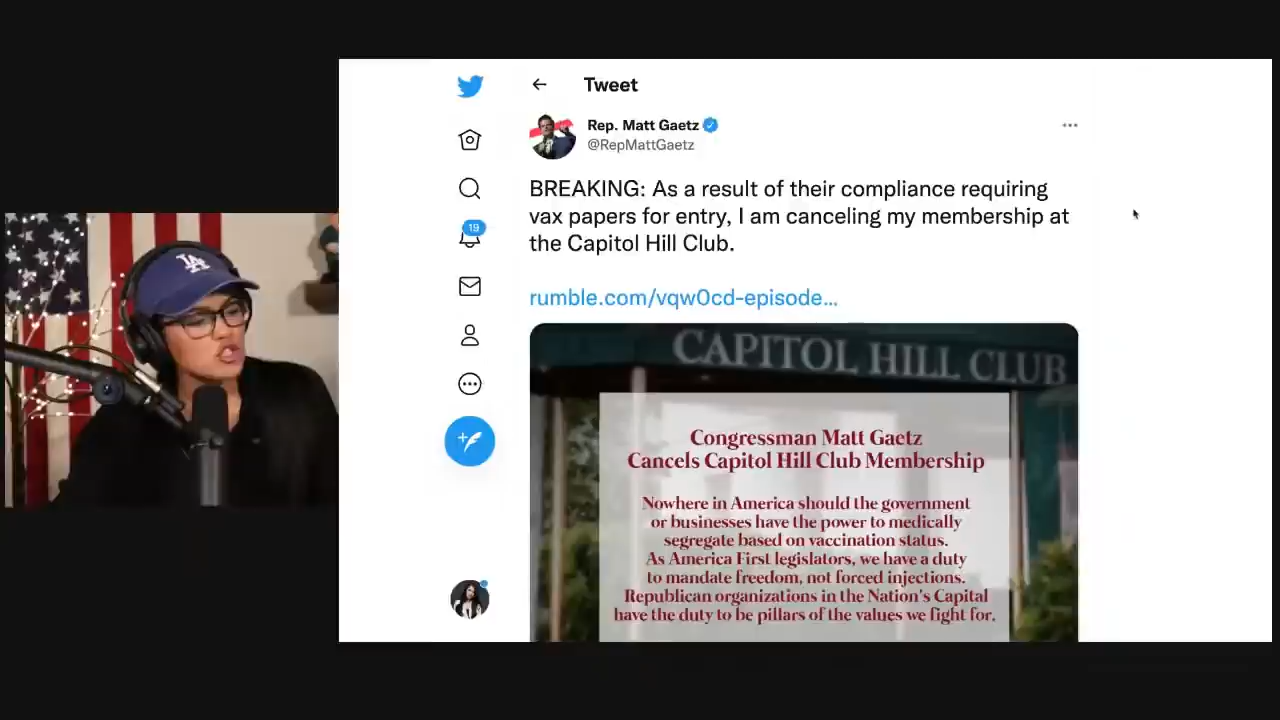 Tweet
Rep. Matt Gaetz
@RepMattGaetz
BREAKING: As a result of their compliance requiring
vax papers for entry, I am canceling my membership at
the Capitol Hill Club.
rumble.com/vqw0cd-episode...
19
LA
CAPITOL HILL CLUB
Congressman Matt Gaetz
Cancels Capitol Hill Club Membership
Nowhere in America should the government
or businesses have the power to medically
segregate based on vaccination status.
As America First legislators, we have a duty
to mandate freedom, not forced injections.
Republican organizations in the Nation's Capital
have the duty to be pillars of the values we fight for.